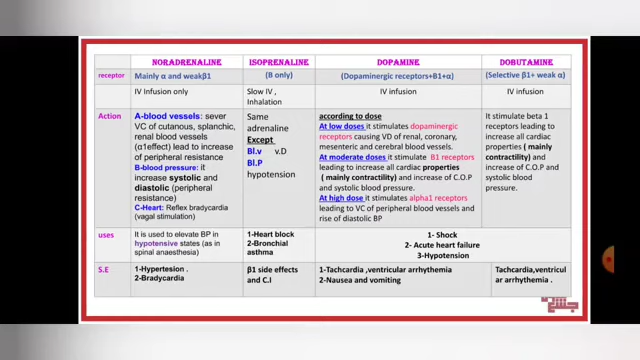 NORADRENALINE ISOPRENALINE DOPAMINE DOBUTAMINE
receptor
Mainly α and weakβ1
(B only)
(Dopaminergic receptors+B1+α)
(Selective β1+ weak α)
IV Infusion only
Slow IV ,
Inhalation
IV infusion
IV infusion
Action
A-blood vessels: sever
VC of cutanous, splanchic,
renal blood vessels
(α1effect) lead to increase
of peripheral resistance
B-blood pressure: it
increase systolic and
diastolic (peripheral
resistance)
C-Heart: Reflex bradycardia
(vagal stimulation)
Same
adrenaline
Except
Bl.v v.D
Bl.P
hypotension
according to dose
At low doses it stimulates dopaminergic
receptors causing VD of renal, coronary,
mesenteric and cerebral blood vessels.
At moderate doses it stimulate B1 receptors
leading to increase all cardiac properties
( mainly contractility) and increase of C.O.P
and systolic blood pressure.
At high dose it stimulates alpha1 receptors
leading to VC of peripheral blood vessels and
rise of diastolic BP
It stimulate beta 1
receptors leading to
increase all cardiac
properties ( mainly
contractility) and
increase of C.O.P and
systolic blood
pressure.
uses
It is used to elevate BP in
hypotensive states (as in
spinal anaesthesia)
1-Heart block
2-Bronchial
asthma
1- Shock
2- Acute heart failure
3-Hypotension
S.E
1-Hypertesion .
2-Bradycardia
β1 side effects
and C.I
1-Tachcardia ,ventricular arrhythemia
2-Nausea and vomiting
Tachcardia,ventricul
ar arrhythemia .